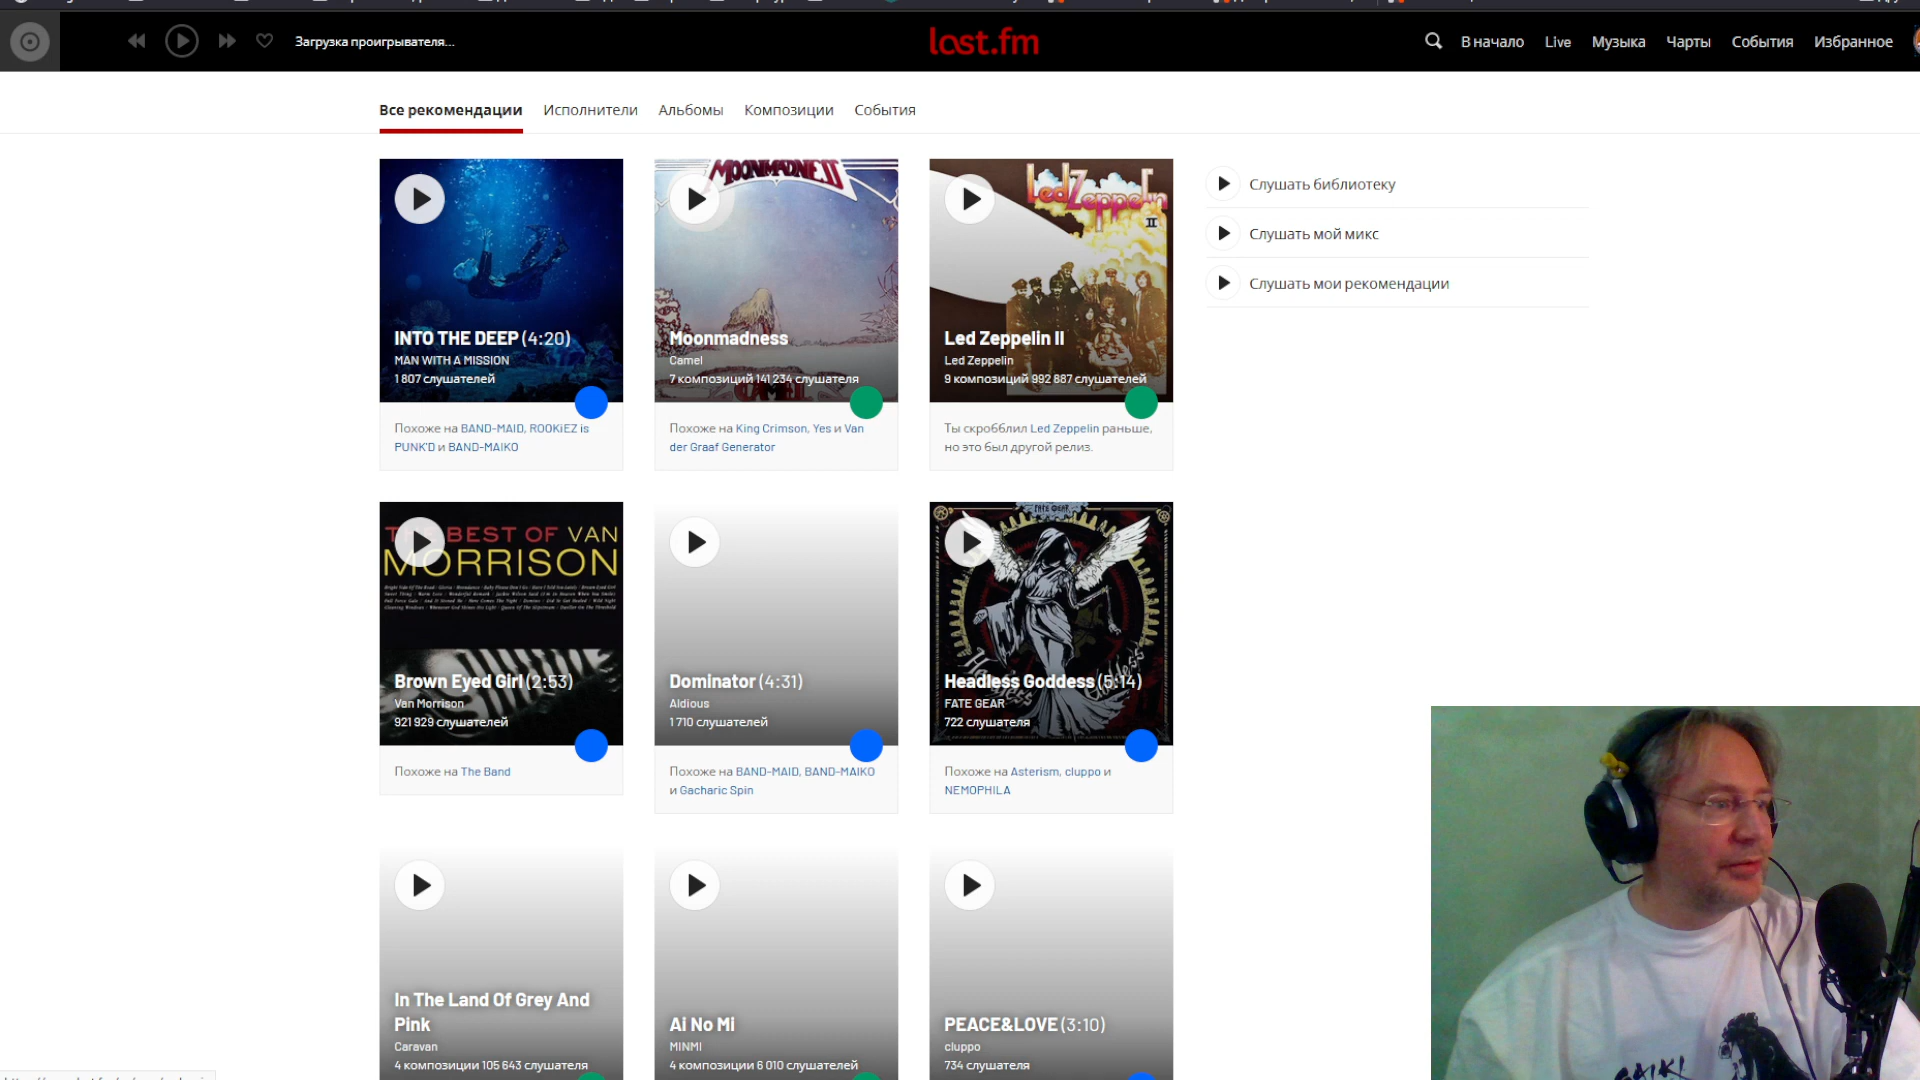 Загрузка проигрывателя...
last.fm
В начало Live Музыка Чарты События Избранное
Все рекомендации Исполнители Альбомы Композиции События
INTO THE DEEP (4:20)
MAN WITH A MISSION
1 807 слушателей
Похоже на BAND-MAID, ROOKiEZ is
PUNK'D и BAND-MAIKO
MOONMADNESS
Moonmadness
Camel
7 композиций 141 234 слушателя
Похоже на King Crimson, Yes и Van
der Graaf Generator
Led Zeppelin
II
Led Zeppelin II
Led Zeppelin
9 композиций 992 887 слушателей
Ты скробблил Led Zeppelin раньше,
но это был другой релиз.
Слушать библиотеку
Слушать мой микс
Слушать мои рекомендации
THE BEST OF VAN
MORRISON
Brown Eyed Girl (2:53)
Van Morrison
921 929 слушателей
Похоже на The Band
Dominator (4:31)
Aldious
1 710 слушателей
Похоже на BAND-MAID, BAND-MAIKO
и Gacharic Spin
FATE GEAR
Headless Goddess (5:14)
FATE GEAR
722 слушателя
Похоже на Asterism, cluppo и
NEMOPHILA
In The Land Of Grey And
Pink
Caravan
4 композиции 105 643 слушателя
Ai No Mi
MINMI
4 композиции 6 010 слушателей
PEACE&LOVE (3:10)
cluppo
734 слушателя